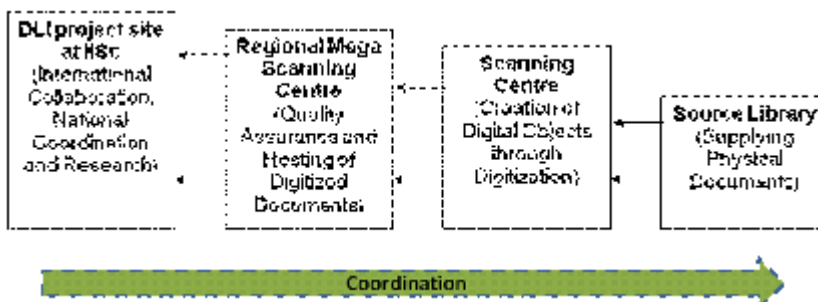 DLI project site
at IISc
(International
Collaboration,
National
Coordination
and Research)
Regional Mega
Scanning
Centre
(Quality
Assurance and
Hosting of
Digitized
Documents)
Scanning
Centre
(Creation of
Digital Objects
through
Digitization)
Source Library
(Supplying
Physical
Documents)
Coordination